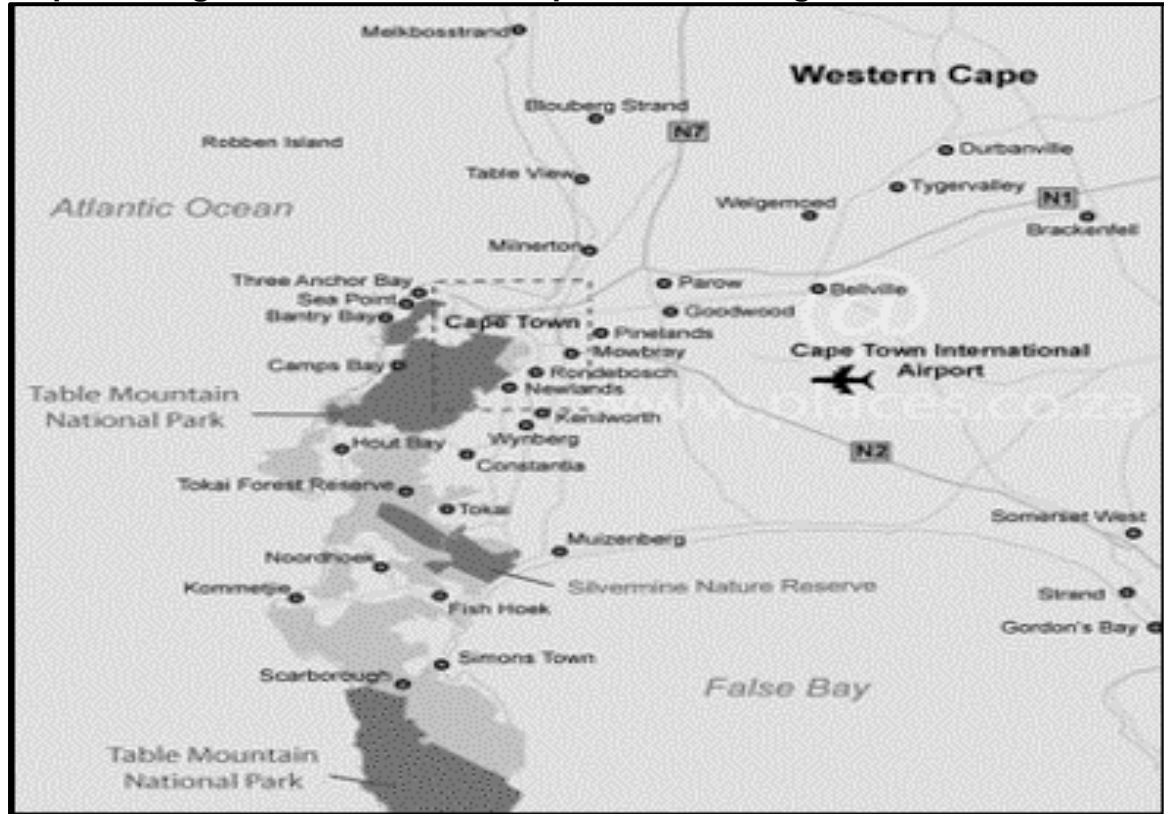 Melkbosstrand
Western Cape
Blouberg Strand
N7
Robben Island
Durbanville
Table View
Tygervalley
N1
Atlantic Ocean
Welgemoed
Brackenfell
Milnerton
Three Anchor Bay
Parow
Bellville
Sea Point
Bantry Bay
Goodwood
Cape Town
Pinelands
Mowbray
Cape Town International
Airport
Camps Bay
Rondebosch
Newlands
Table Mountain
National Park
Kenilworth
Wynberg
Hout Bay
Constantia
N2
Tokai Forest Reserve
Tokai
Somerset West
Muizenberg
Noordhoek
Silvermine Nature Reserve
Kommetjie
Fish Hoek
Strand
Gordon's Bay
Simons Town
Scarborough
False Bay
Table Mountain
National Park